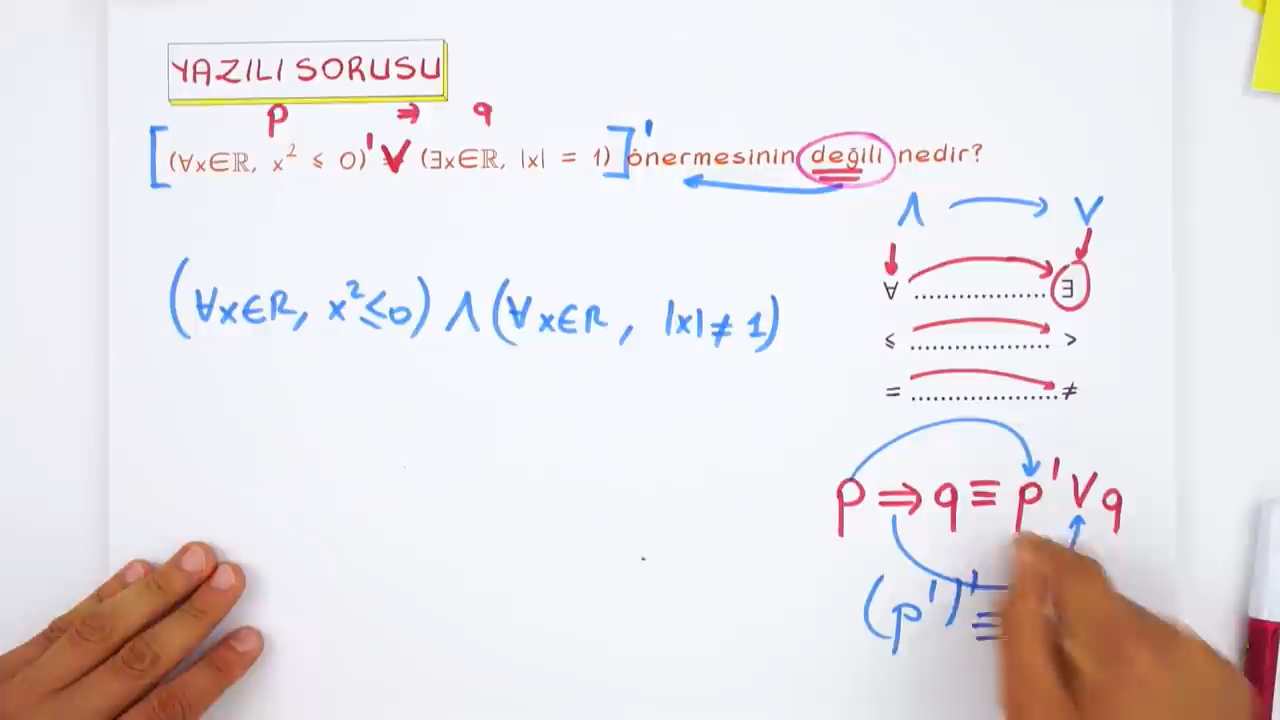 YAZILI SORUSU
p ⇒ q
[(∀x∈ℝ, x² ≤ 0)' V (∃x∈ℝ, |x| = 1)]' önermesinin değili nedir?
Λ → V
∀ .................... ∃
≤ .................... >
= .................... ≠
(∀x∈R, x²≤0) Λ (∀x∈R, |x| ≠ 1)
p ⇒ q ≡ p' V q
(p')' ≡